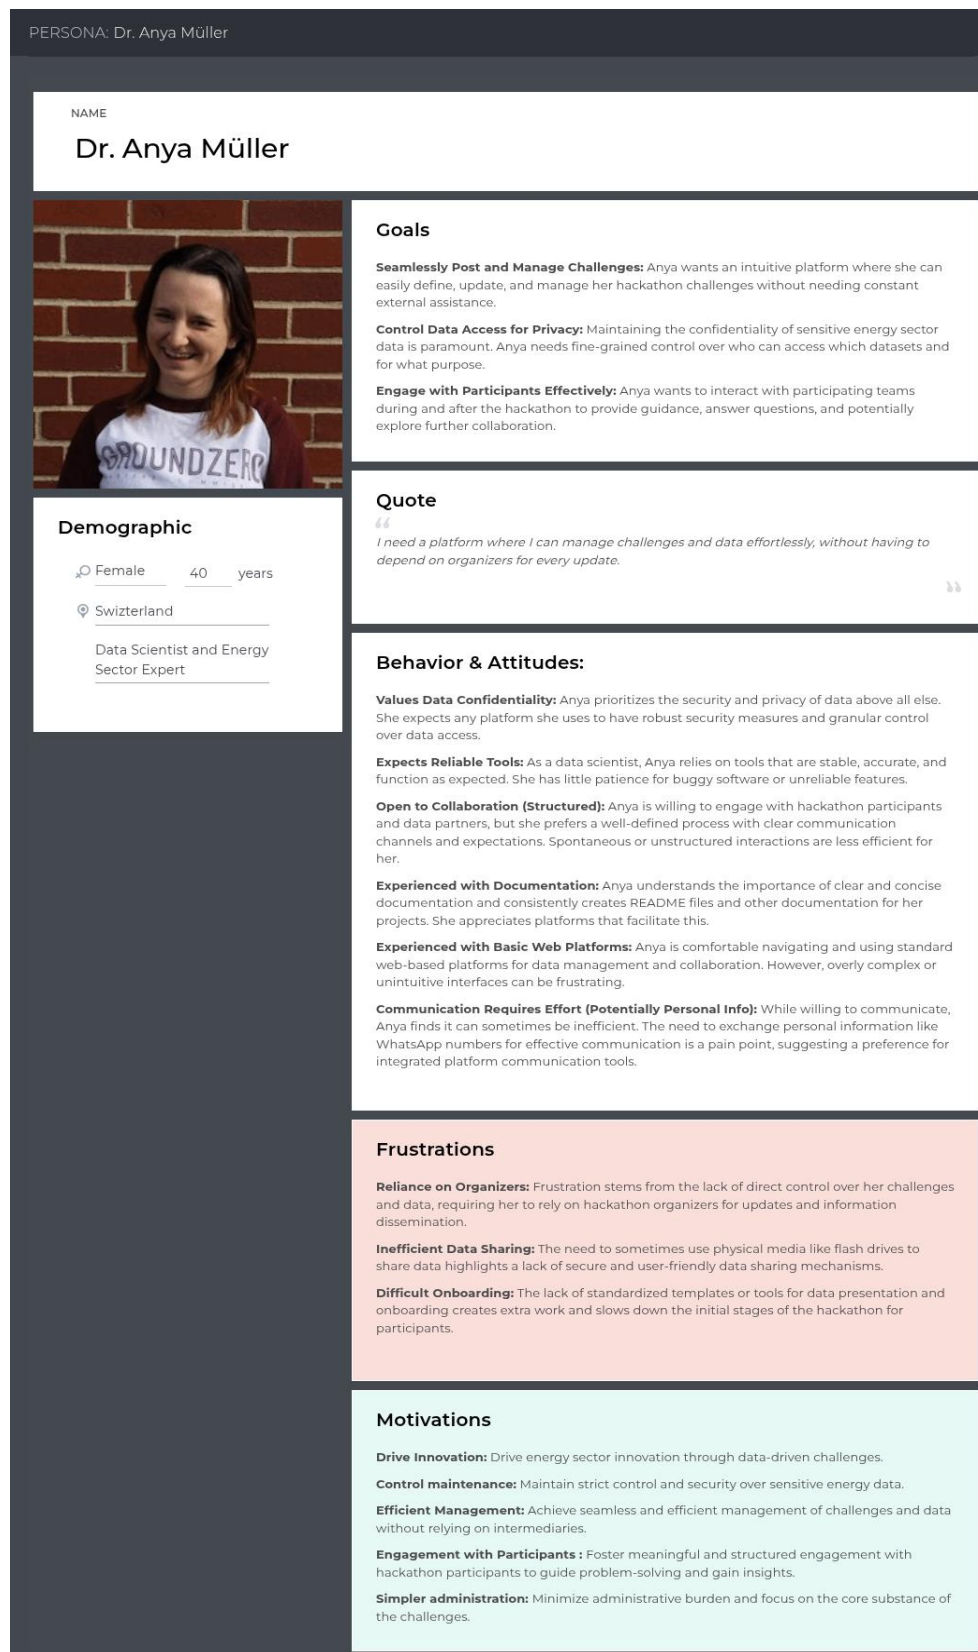 PERSONA: Dr. Anya Müller
NAME
Dr. Anya Müller
GROUNDZERO
Demographic
Female 40 years
Swizterland
Data Scientist and Energy
Sector Expert
Goals
Seamlessly Post and Manage Challenges: Anya wants an intuitive platform where she can
easily define, update, and manage her hackathon challenges without needing constant
external assistance.
Control Data Access for Privacy: Maintaining the confidentiality of sensitive energy sector
data is paramount. Anya needs fine-grained control over who can access which datasets and
for what purpose.
Engage with Participants Effectively: Anya wants to interact with participating teams
during and after the hackathon to provide guidance, answer questions, and potentially
explore further collaboration.
Quote
“
I need a platform where I can manage challenges and data effortlessly, without having to
depend on organizers for every update.
”
Behavior & Attitudes:
Values Data Confidentiality: Anya prioritizes the security and privacy of data above all else.
She expects any platform she uses to have robust security measures and granular control
over data access.
Expects Reliable Tools: As a data scientist, Anya relies on tools that are stable, accurate, and
function as expected. She has little patience for buggy software or unreliable features.
Open to Collaboration (Structured): Anya is willing to engage with hackathon participants
and data partners, but she prefers a well-defined process with clear communication
channels and expectations. Spontaneous or unstructured interactions are less efficient for
her.
Experienced with Documentation: Anya understands the importance of clear and concise
documentation and consistently creates README files and other documentation for her
projects. She appreciates platforms that facilitate this.
Experienced with Basic Web Platforms: Anya is comfortable navigating and using standard
web-based platforms for data management and collaboration. However, overly complex or
unintuitive interfaces can be frustrating.
Communication Requires Effort (Potentially Personal Info): While willing to communicate,
Anya finds it can sometimes be inefficient. The need to exchange personal information like
WhatsApp numbers for effective communication is a pain point, suggesting a preference for
integrated platform communication tools.
Frustrations
Reliance on Organizers: Frustration stems from the lack of direct control over her challenges
and data, requiring her to rely on hackathon organizers for updates and information
dissemination.
Inefficient Data Sharing: The need to sometimes use physical media like flash drives to
share data highlights a lack of secure and user-friendly data sharing mechanisms.
Difficult Onboarding: The lack of standardized templates or tools for data presentation and
onboarding creates extra work and slows down the initial stages of the hackathon for
participants.
Motivations
Drive Innovation: Drive energy sector innovation through data-driven challenges.
Control maintenance: Maintain strict control and security over sensitive energy data.
Efficient Management: Achieve seamless and efficient management of challenges and data
without relying on intermediaries.
Engagement with Participants : Foster meaningful and structured engagement with
hackathon participants to guide problem-solving and gain insights.
Simpler administration: Minimize administrative burden and focus on the core substance of
the challenges.